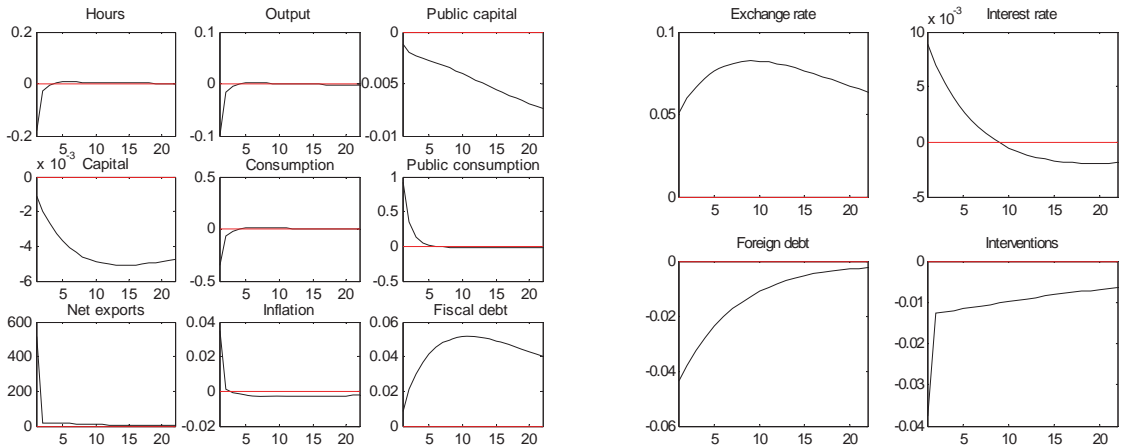 Hours
0.2
0
-0.2
5 10 15 20
Output
0.1
0
-0.1
5 10 15 20
Public capital
0
0.005
-0.01
5 10 15 20
x 10-3
Capital
0
-2
-4
-6
5 10 15 20
Consumption
0.5
0
-0.5
5 10 15 20
Public consumption
1
0
-0.5
5 10 15 20
Net exports
600
400
200
0
5 10 15 20
Inflation
0.04
0.02
0
-0.02
5 10 15 20
Fiscal debt
0.06
0.04
0.02
0
5 10 15 20
Exchange rate
0.1
0.05
0
5 10 15 20
x 10-3
Interest rate
10
5
0
-5
5 10 15 20
Foreign debt
0
-0.02
-0.04
-0.06
5 10 15 20
Interventions
0
-0.01
-0.02
-0.03
-0.04
5 10 15 20